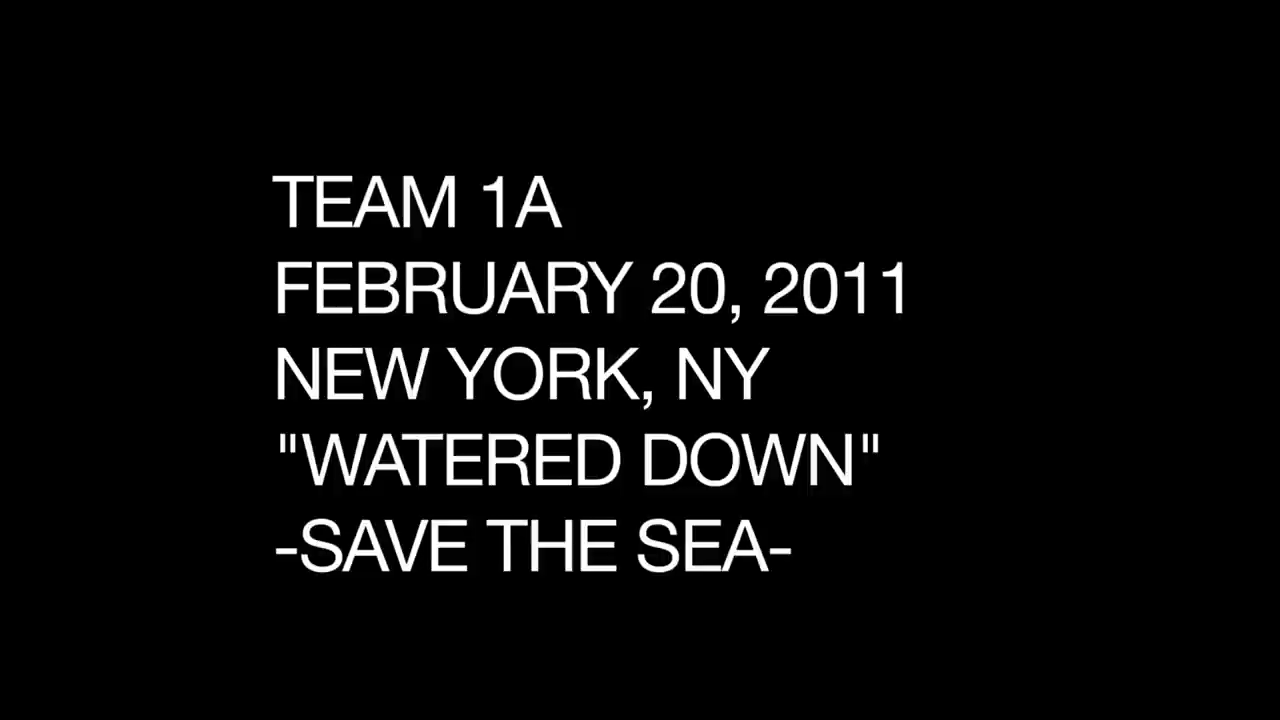 TEAM 1A
FEBRUARY 20, 2011
NEW YORK, NY
"WATERED DOWN"
-SAVE THE SEA-